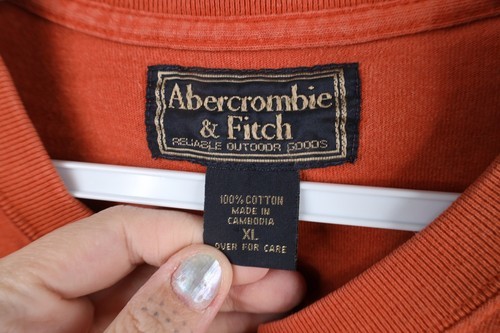 Abercrombie
& Fitch
RELIABLE OUTDOOR GOODS
100% COTTON
MADE IN
CAMBODIA
XL
OVER FOR CARE